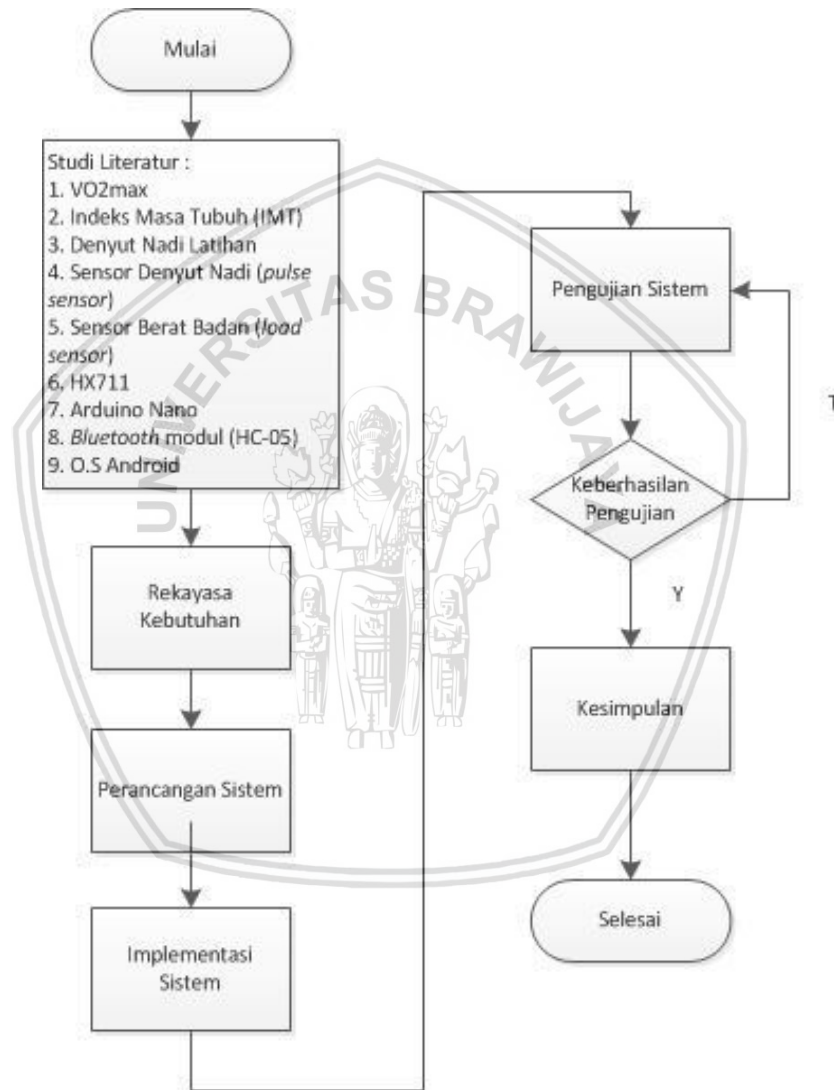 Mulai
Studi Literatur :
1. VO2max
2. Indeks Masa Tubuh (IMT)
3. Denyut Nadi Latihan
4. Sensor Denyut Nadi (pulse
sensor)
5. Sensor Berat Badan (load
sensor)
6. HX711
7. Arduino Nano
8. Bluetooth modul (HC-05)
9. O.S Android
Rekayasa
Kebutuhan
Perancangan Sistem
Implementasi
Sistem
Pengujian Sistem
T
Keberhasilan
Pengujian
Y
Kesimpulan
Selesai
UNIVERSITAS BRAWIJAYA